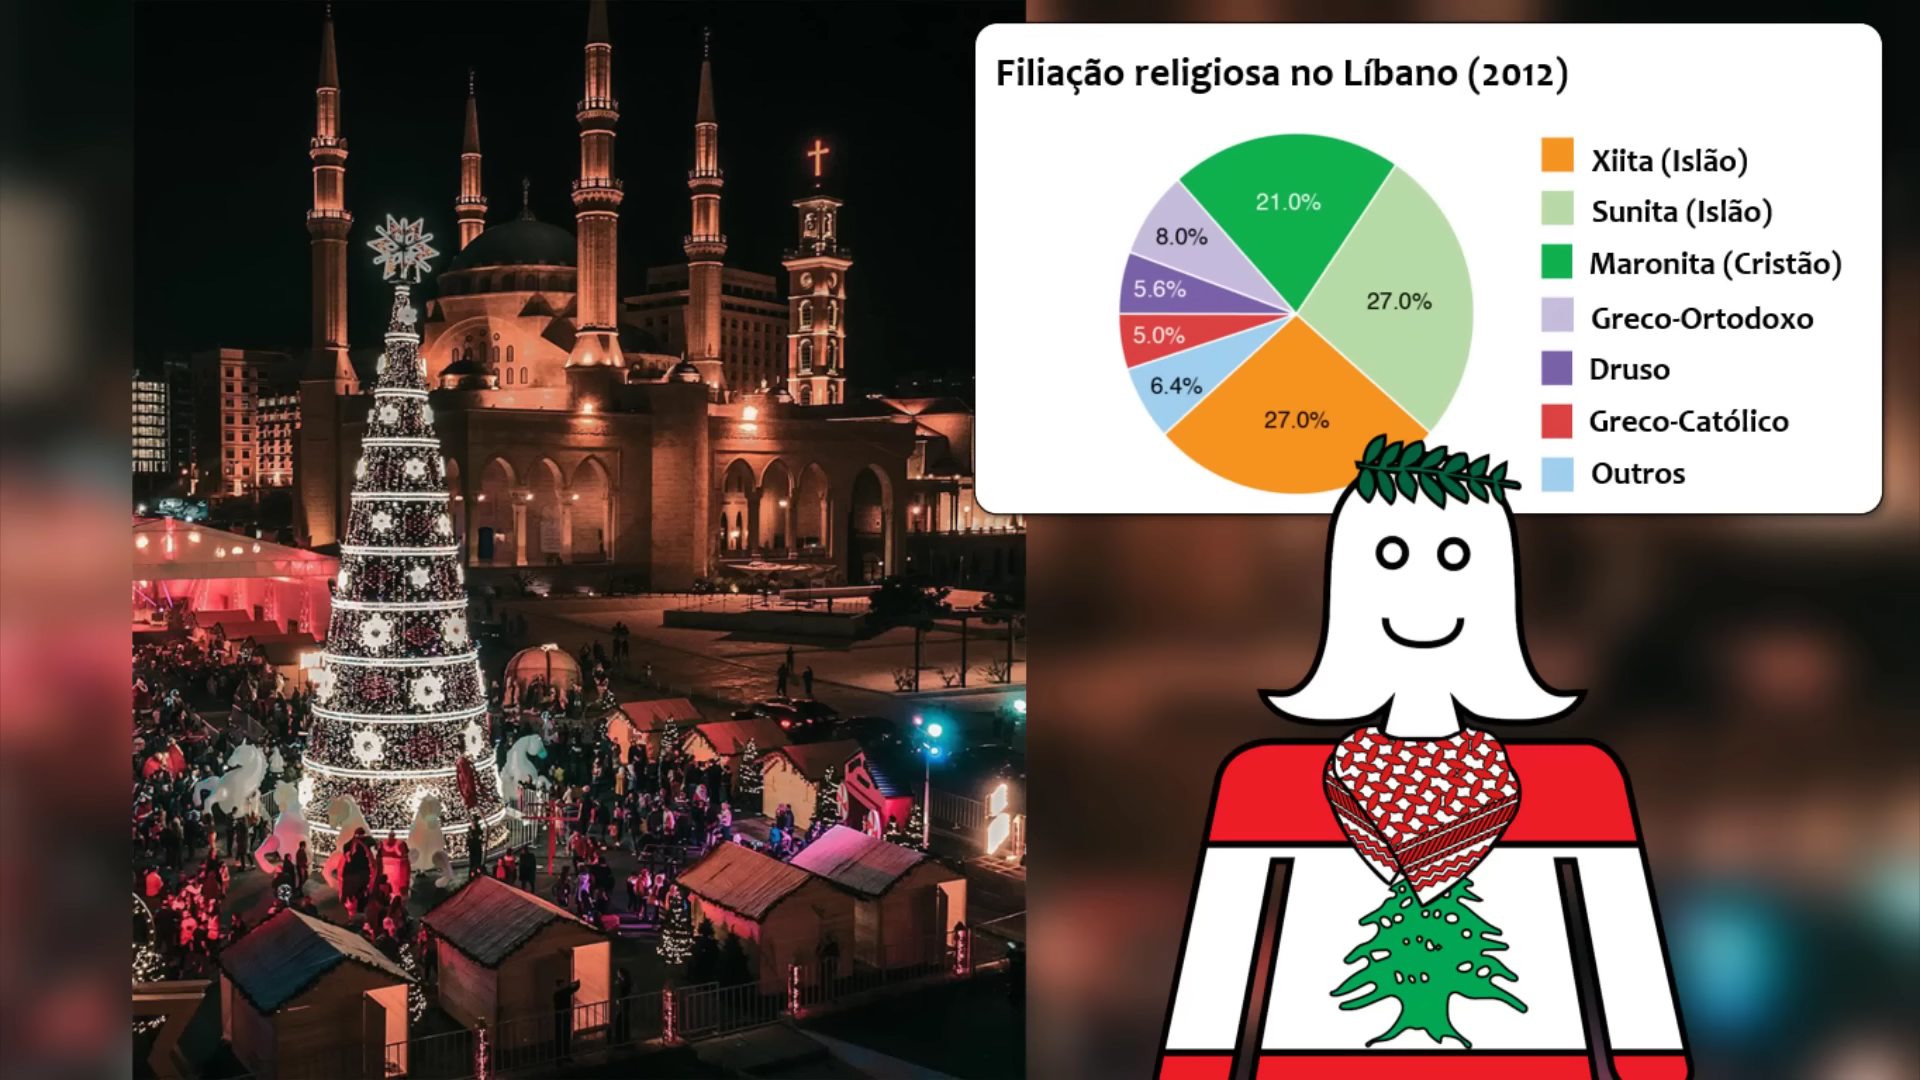 Filiação religiosa no Líbano (2012)
21.0%
8.0%
5.6%
5.0%
6.4%
27.0%
27.0%
Xiita (Islão)
Sunita (Islão)
Maronita (Cristão)
Greco-Ortodoxo
Druso
Greco-Católico
Outros